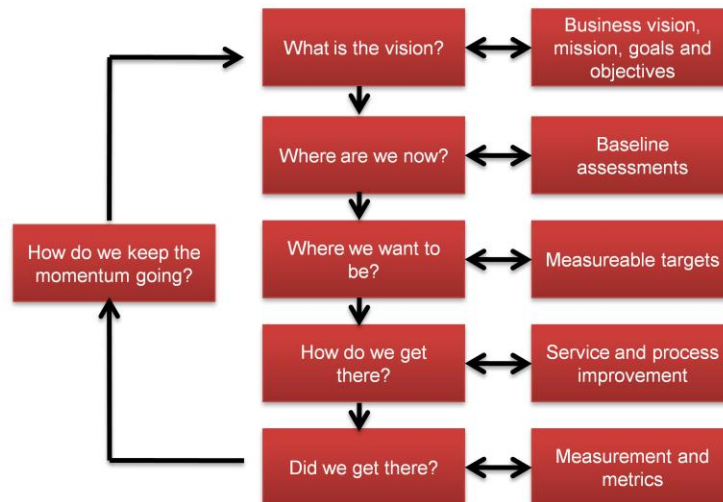 What is the vision?
Business vision,
mission, goals and
objectives
Where are we now?
Baseline
assessments
How do we keep the
momentum going?
Where we want to
be?
Measureable targets
How do we get
there?
Service and process
improvement
Did we get there?
Measurement and
metrics